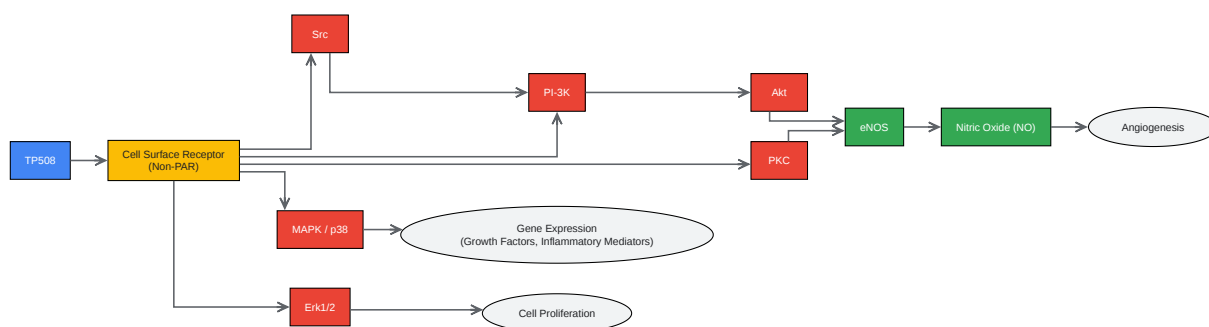 Src
PI-3K
Akt
eNOS
Nitric Oxide (NO)
Angiogenesis
TP508
Cell Surface Receptor
(Non-PAR)
PKC
MAPK / p38
Gene Expression
(Growth Factors, Inflammatory Mediators)
Erk1/2
Cell Proliferation